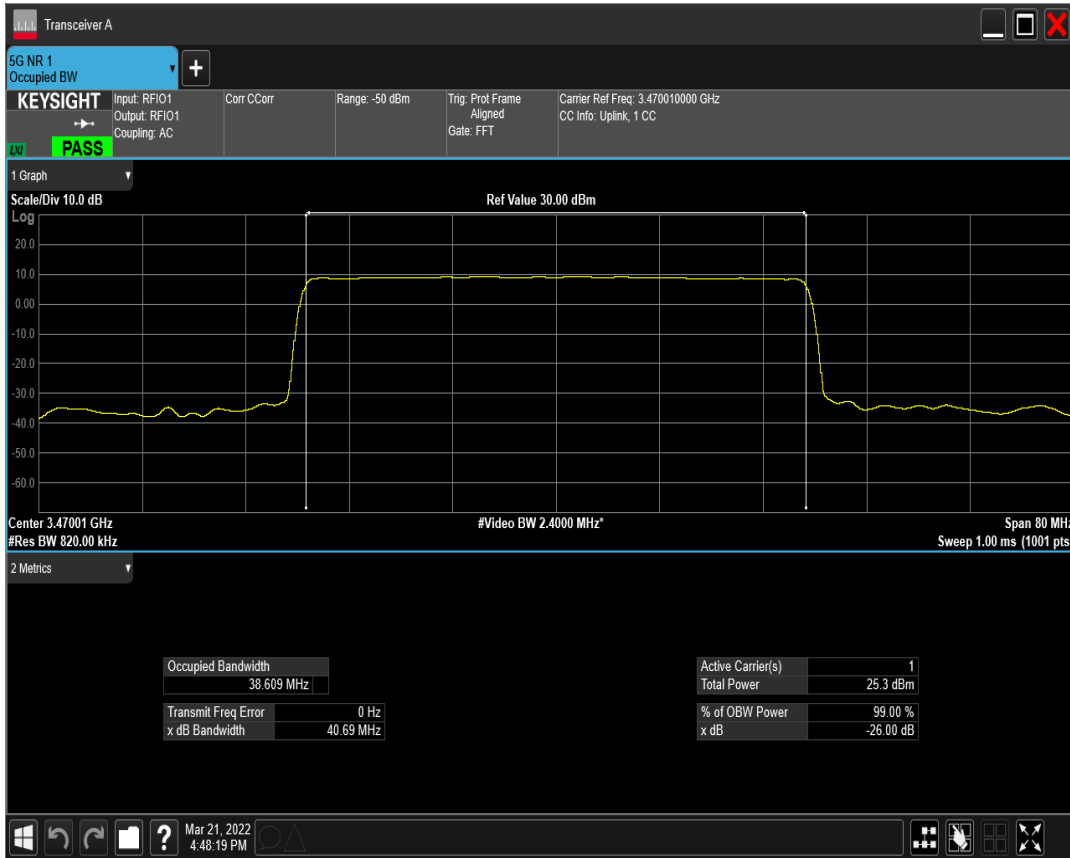 Transceiver A
5G NR 1
Occupied BW
+
KEYSIGHT
LXI
PASS
Input: RFIO1
Output: RFIO1
Coupling: AC
Corr CCorr
Range: -50 dBm
Trig: Prot Frame
Aligned
Gate: FFT
Carrier Ref Freq: 3.470010000 GHz
CC Info: Uplink, 1 CC
1 Graph
Scale/Div 10.0 dB
Ref Value 30.00 dBm
Log
20.0
10.0
0.00
-10.0
-20.0
-30.0
-40.0
-50.0
-60.0
Center 3.47001 GHz
#Video BW 2.4000 MHz*
Span 80 MHz
#Res BW 820.00 kHz
Sweep 1.00 ms (1001 pts
2 Metrics
Occupied Bandwidth
38.609 MHz
Transmit Freq Error 0 Hz
x dB Bandwidth 40.69 MHz
Active Carrier(s) 1
Total Power 25.3 dBm
% of OBW Power 99.00 %
x dB -26.00 dB
?
Mar 21, 2022
4:48:19 PM